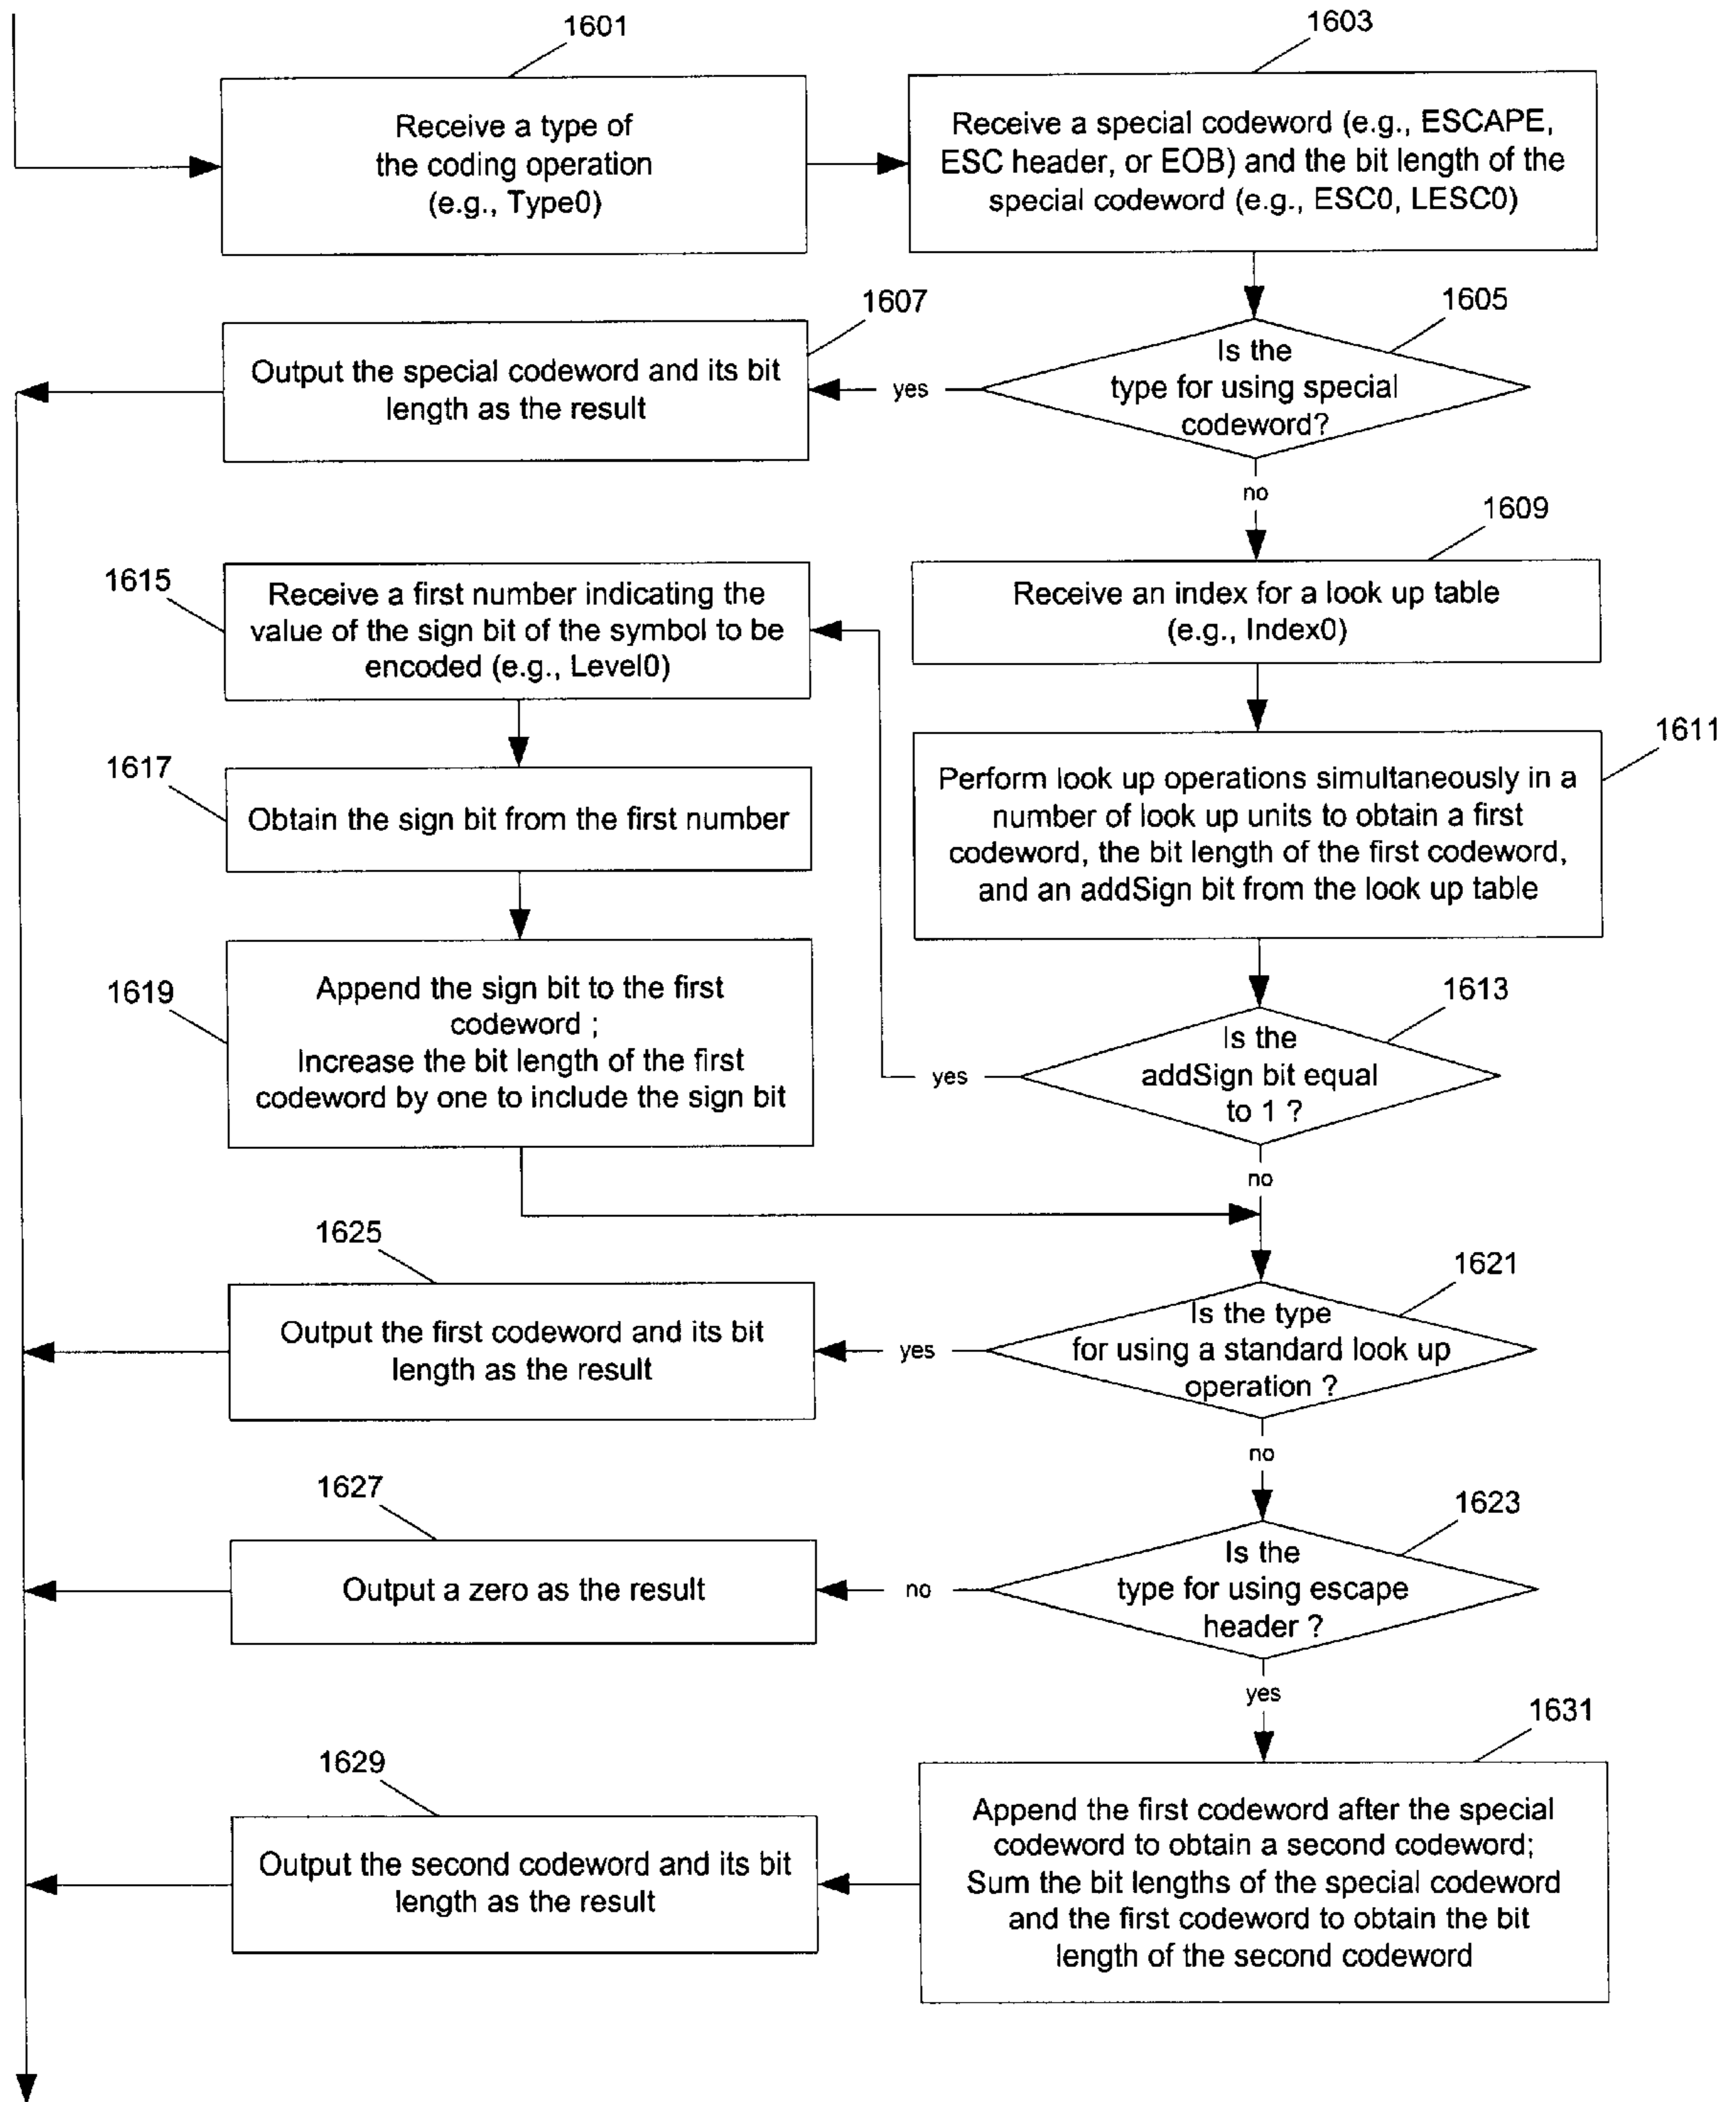 1601
Receive a type of
the coding operation
(e.g., Type0)
1603
Receive a special codeword (e.g., ESCAPE,
ESC header, or EOB) and the bit length of the
special codeword (e.g., ESC0, LESC0)
1605
Is the
type for using special
codeword?
yes
1607
Output the special codeword and its bit
length as the result
no
1609
Receive an index for a look up table
(e.g., Index0)
1611
Perform look up operations simultaneously in a
number of look up units to obtain a first
codeword, the bit length of the first codeword,
and an addSign bit from the look up table
1613
Is the
addSign bit equal
to 1 ?
yes
1615
Receive a first number indicating the
value of the sign bit of the symbol to be
encoded (e.g., Level0)
1617
Obtain the sign bit from the first number
1619
Append the sign bit to the first
codeword ;
Increase the bit length of the first
codeword by one to include the sign bit
no
1621
Is the type
for using a standard look up
operation ?
yes
1625
Output the first codeword and its bit
length as the result
no
1623
Is the
type for using escape
header ?
no
1627
Output a zero as the result
yes
1631
Append the first codeword after the special
codeword to obtain a second codeword;
Sum the bit lengths of the special codeword
and the first codeword to obtain the bit
length of the second codeword
1629
Output the second codeword and its bit
length as the result